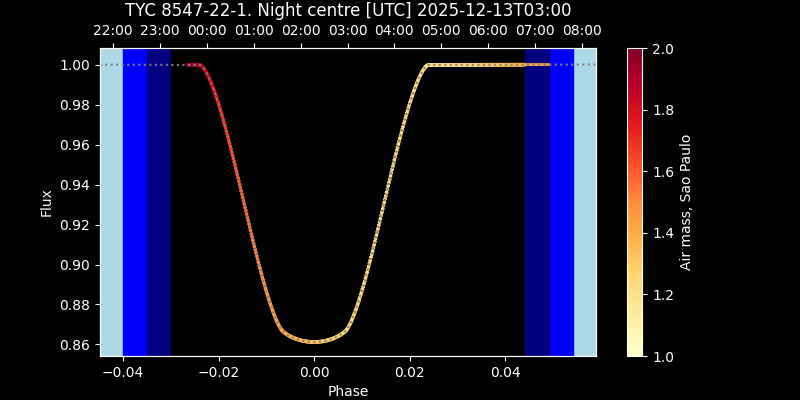 TYC 8547-22-1. Night centre [UTC] 2025-12-13T03:00
22:00 23:00 00:00 01:00 02:00 03:00 04:00 05:00 06:00 07:00 08:00
1.00
0.98
0.96
0.94
0.92
0.90
0.88
0.86
Flux
−0.04 −0.02 0.00 0.02 0.04
Phase
2.0
1.8
1.6
1.4
1.2
1.0
Air mass, Sao Paulo